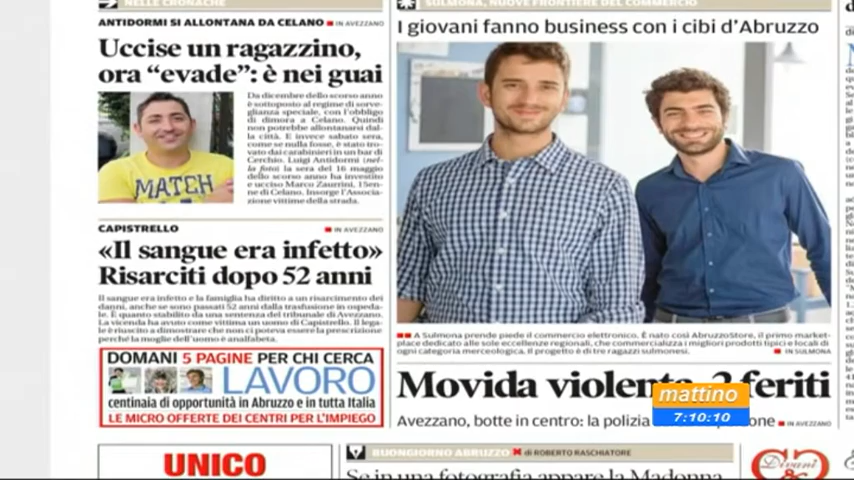 NELLE CRONACHE
SULMONA, NUOVE FRONTIERE DEL COMMERCIO
ANTIDORMI SI ALLONTANA DA CELANO IN AVEZZANO
Uccise un ragazzino,
ora “evade”: è nei guai
Da dicembre dello scorso anno
è sottoposto al regime di sorve-
glianza speciale, con l'obbligo
di dimora a Celano. Quindi
non potrebbe allontanarsi dal-
la città. E invece sabato sera,
come se nulla fosse, è stato tro-
vato dai carabinieri in un bar di
Cerchio. Luigi Antidormi (nel-
la foto) la sera del 16 maggio
dello scorso anno ha investito
e ucciso Marco Zaurrini, 15en-
ne di Celano. Insorge l'Associa-
zione vittime della strada.
MATCH
CAPISTRELLO IN AVEZZANO
«Il sangue era infetto»
Risarciti dopo 52 anni
Il sangue era infetto e la famiglia ha diritto a un risarcimento dei
danni, anche se sono passati 52 anni dalla trasfusione in ospeda-
le. È quanto stabilito da una sentenza del tribunale di Avezzano.
La vicenda ha avuto come vittima un uomo di Capistrello. Il lega-
le è riuscito a dimostrare che non ci poteva essere la prescrizione
perché la moglie dell'uomo è analfabeta.
DOMANI 5 PAGINE PER CHI CERCA
LAVORO
centinaia di opportunità in Abruzzo e in tutta Italia
LE MICRO OFFERTE DEI CENTRI PER L'IMPIEGO
UNICO
I giovani fanno business con i cibi d’Abruzzo
A Sulmona prende piede il commercio elettronico. È nato così AbruzzoStore, il primo market-
place dedicato alle sole eccellenze regionali, che commercializza i migliori prodotti tipici e locali di
ogni categoria merceologica. Il progetto è di tre ragazzi sulmonesi. IN SULMONA
Movida violenta, 2 feriti
Avezzano, botte in centro: la polizia IN AVEZZANO
mattino
7:10:10
BUONGIORNO ABRUZZO di ROBERTO RASCHIATORE
Se in una fotografia appare la Madonna
Divani